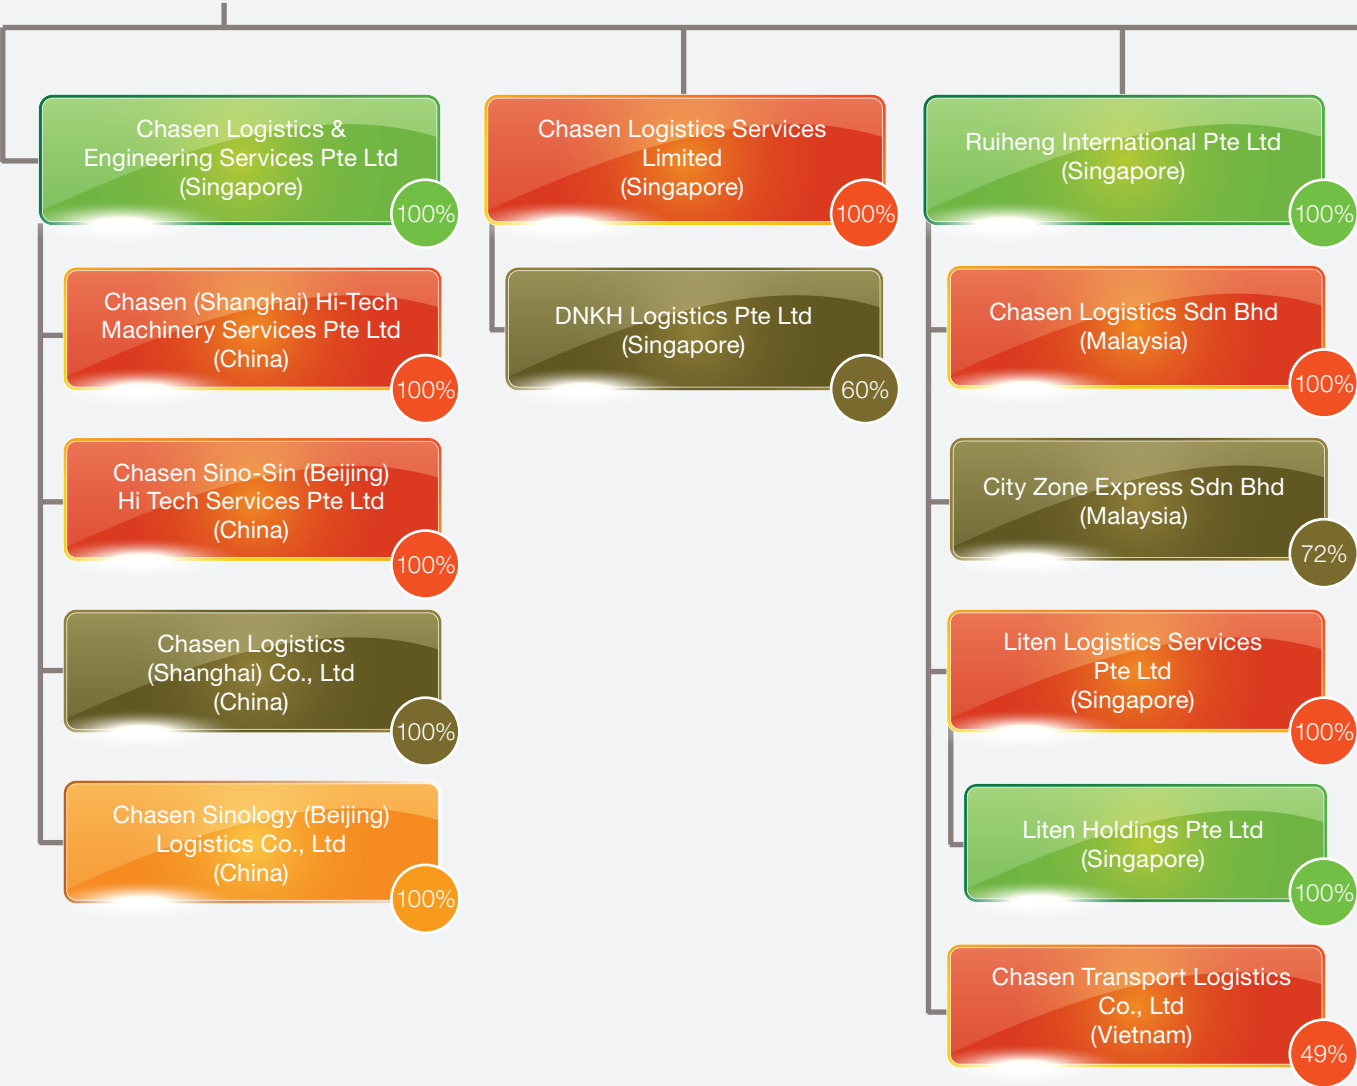 Chasen Logistics &
Engineering Services Pte Ltd
(Singapore)
100%
Chasen (Shanghai) Hi-Tech
Machinery Services Pte Ltd
(China)
100%
Chasen Sino-Sin (Beijing)
Hi Tech Services Pte Ltd
(China)
100%
Chasen Logistics
(Shanghai) Co., Ltd
(China)
100%
Chasen Sinology (Beijing)
Logistics Co., Ltd
(China)
100%
Chasen Logistics Services
Limited
(Singapore)
100%
DNKH Logistics Pte Ltd
(Singapore)
60%
Ruiheng International Pte Ltd
(Singapore)
100%
Chasen Logistics Sdn Bhd
(Malaysia)
100%
City Zone Express Sdn Bhd
(Malaysia)
72%
Liten Logistics Services
Pte Ltd
(Singapore)
100%
Liten Holdings Pte Ltd
(Singapore)
100%
Chasen Transport Logistics
Co., Ltd
(Vietnam)
49%